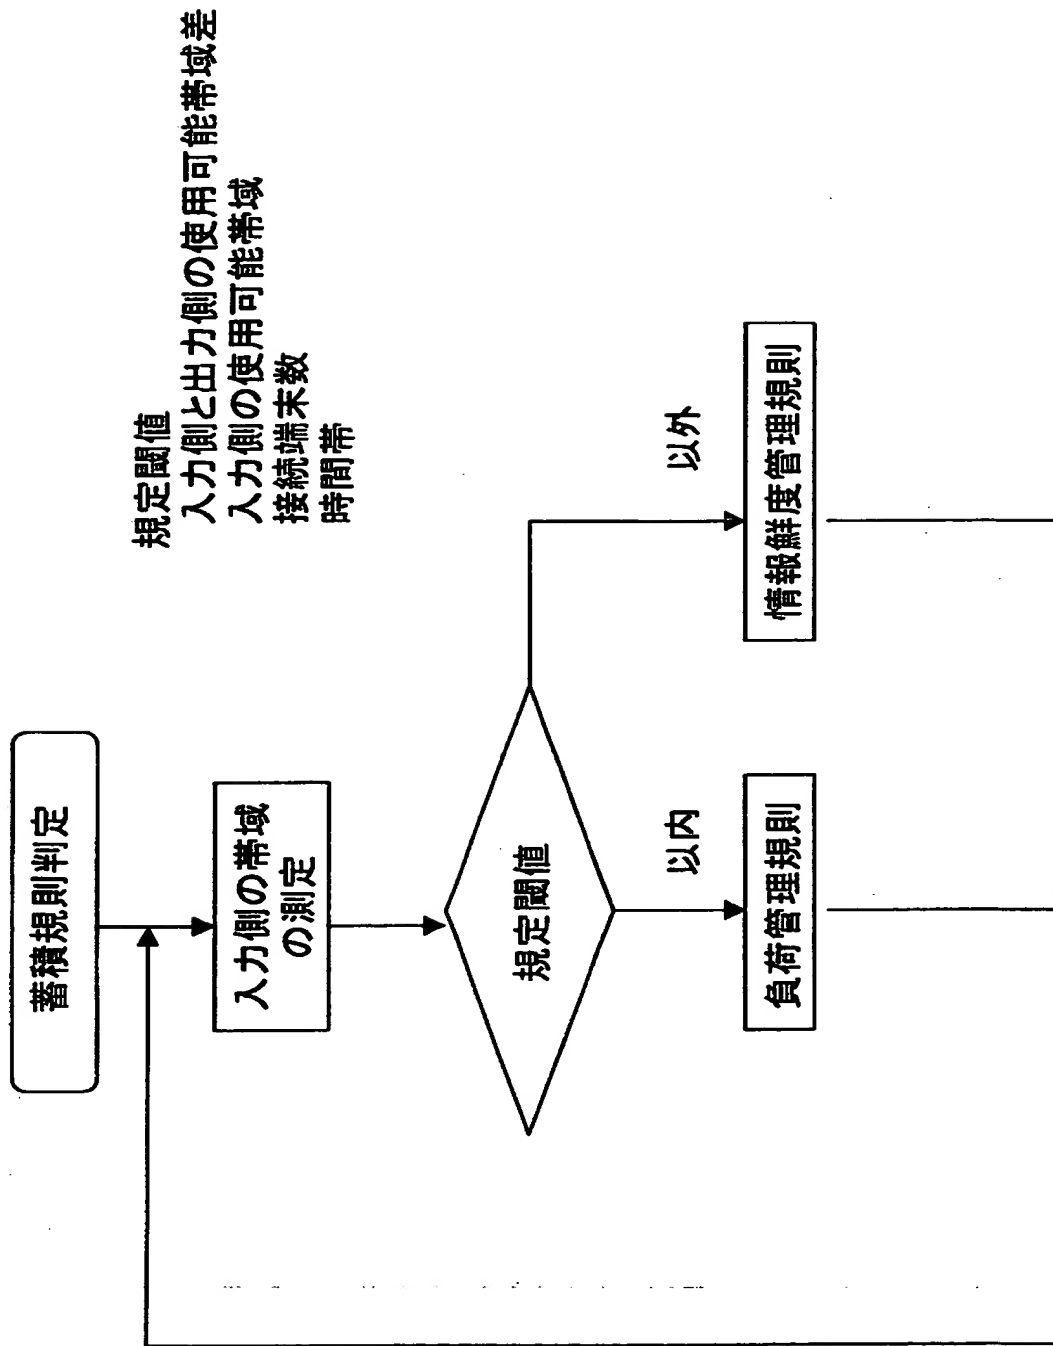 蓄積規則判定
入力側の帯域
の測定
規定閾値
以内
負荷管理規則
以外
情報鮮度管理規則
規定閾値
入力側と出力側の使用可能帯域差
入力側の使用可能帯域
接続端末数
時間帯